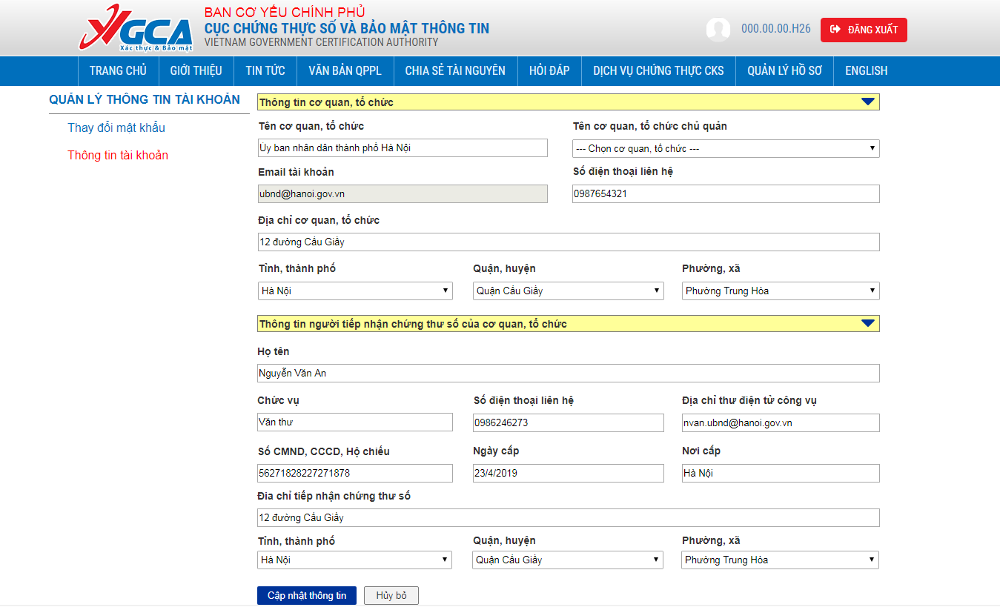 YGCA
Xác thực & Bảo mật
BAN CƠ YẾU CHÍNH PHỦ
CỤC CHỨNG THỰC SỐ VÀ BẢO MẬT THÔNG TIN
VIETNAM GOVERNMENT CERTIFICATION AUTHORITY
000.00.00.H26
ĐĂNG XUẤT
TRANG CHỦ GIỚI THIỆU TIN TỨC VĂN BẢN QPPL CHIA SẺ TÀI NGUYÊN HỎI ĐÁP DỊCH VỤ CHỨNG THỰC CKS QUẢN LÝ HỒ SƠ ENGLISH
QUẢN LÝ THÔNG TIN TÀI KHOẢN
Thay đổi mật khẩu
Thông tin tài khoản
Thông tin cơ quan, tổ chức
Tên cơ quan, tổ chức Tên cơ quan, tổ chức chủ quản
Ủy ban nhân dân thành phố Hà Nội --- Chọn cơ quan, tổ chức ---
Email tài khoản Số điện thoại liên hệ
ubnd@hanoi.gov.vn 0987654321
Địa chỉ cơ quan, tổ chức
12 đường Cầu Giấy
Tỉnh, thành phố Quận, huyện Phường, xã
Hà Nội Quận Cầu Giấy Phường Trung Hòa
Thông tin người tiếp nhận chứng thư số của cơ quan, tổ chức
Họ tên
Nguyễn Văn An
Chức vụ Số điện thoại liên hệ Địa chỉ thư điện tử công vụ
Văn thư 0986246273 nvan.ubnd@hanoi.gov.vn
Số CMND, CCCD, Hộ chiếu Ngày cấp Nơi cấp
56271828227271878 23/4/2019 Hà Nội
Đia chỉ tiếp nhận chứng thư số
12 đường Cầu Giấy
Tỉnh, thành phố Quận, huyện Phường, xã
Hà Nội Quận Cầu Giấy Phường Trung Hòa
Cập nhật thông tin Hủy bỏ